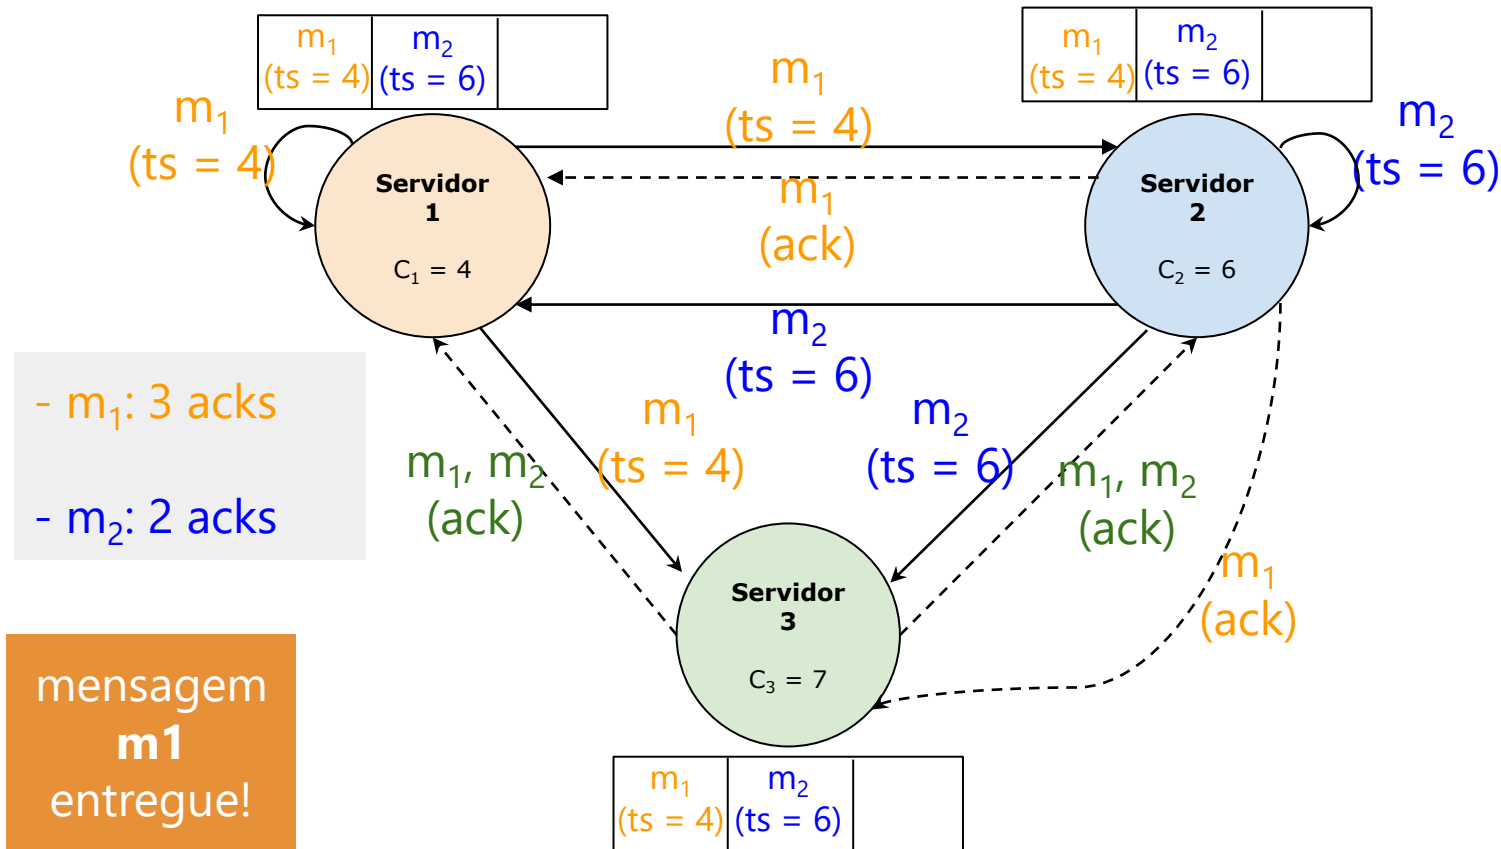 m₁ (ts = 4)
m₂ (ts = 6)
m₁ (ts = 4)
m₂ (ts = 6)
m₁
(ts = 4)
m₁
(ts = 4)
m₂
(ts = 6)
Servidor
1
C₁ = 4
Servidor
2
C₂ = 6
m₁
(ack)
m₂
(ts = 6)
- m₁: 3 acks
- m₂: 2 acks
m₁
(ts = 4)
m₂
(ts = 6)
m₁, m₂
(ack)
m₁, m₂
(ack)
m₁
(ack)
Servidor
3
C₃ = 7
mensagem
m1
entregue!
m₁ (ts = 4)
m₂ (ts = 6)